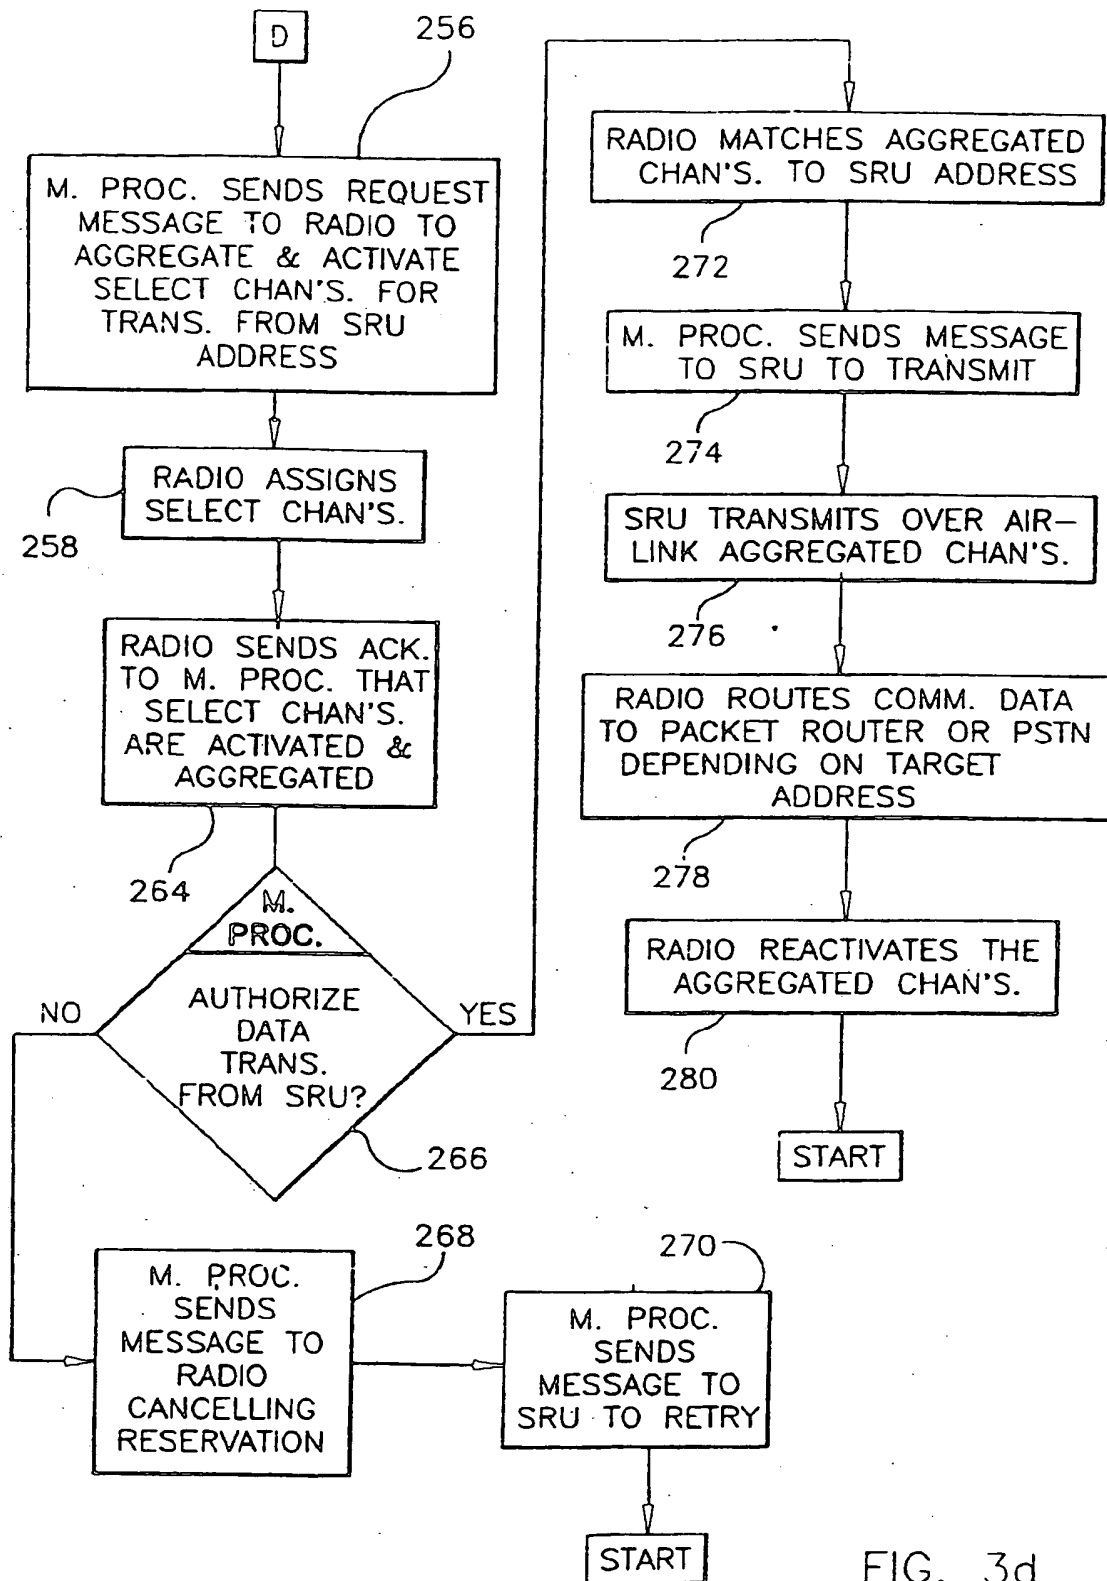 D
256
M. PROC. SENDS REQUEST
MESSAGE TO RADIO TO
AGGREGATE & ACTIVATE
SELECT CHAN'S. FOR
TRANS. FROM SRU
ADDRESS
RADIO ASSIGNS
SELECT CHAN'S.
258
RADIO SENDS ACK.
TO M. PROC. THAT
SELECT CHAN'S.
ARE ACTIVATED &
AGGREGATED
264
M.
PROC.
AUTHORIZE
DATA
TRANS.
FROM SRU?
NO
YES
266
268
M. PROC.
SENDS
MESSAGE TO
RADIO
CANCELLING
RESERVATION
270
M. PROC.
SENDS
MESSAGE TO
SRU TO RETRY
START
RADIO MATCHES AGGREGATED
CHAN'S. TO SRU ADDRESS
272
M. PROC. SENDS MESSAGE
TO SRU TO TRANSMIT
274
SRU TRANSMITS OVER AIR-
LINK AGGREGATED CHAN'S.
276
RADIO ROUTES COMM. DATA
TO PACKET ROUTER OR PSTN
DEPENDING ON TARGET
ADDRESS
278
RADIO REACTIVATES THE
AGGREGATED CHAN'S.
280
START
FIG. 3d